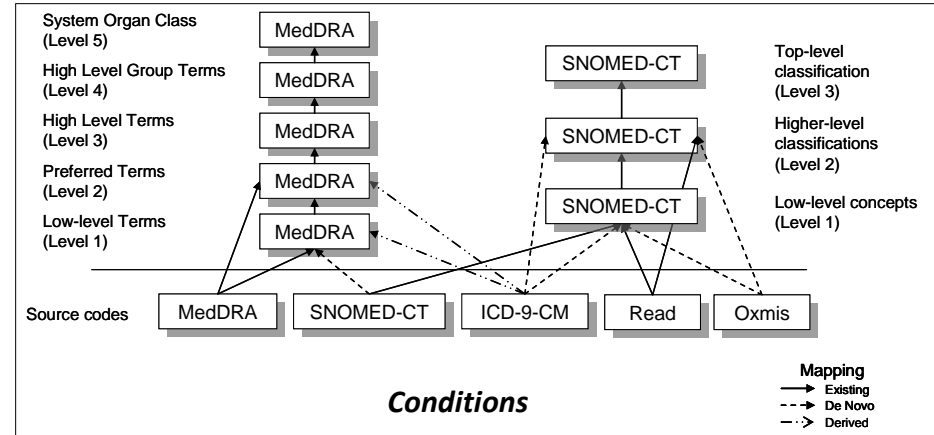 System Organ Class
(Level 5)
MedDRA
High Level Group Terms
(Level 4)
MedDRA
High Level Terms
(Level 3)
MedDRA
Preferred Terms
(Level 2)
MedDRA
Low-level Terms
(Level 1)
MedDRA
SNOMED-CT
Top-level
classification
(Level 3)
SNOMED-CT
Higher-level
classifications
(Level 2)
SNOMED-CT
Low-level concepts
(Level 1)
Source codes
MedDRA
SNOMED-CT
ICD-9-CM
Read
Oxmis
Conditions
Mapping
Existing
De Novo
Derived